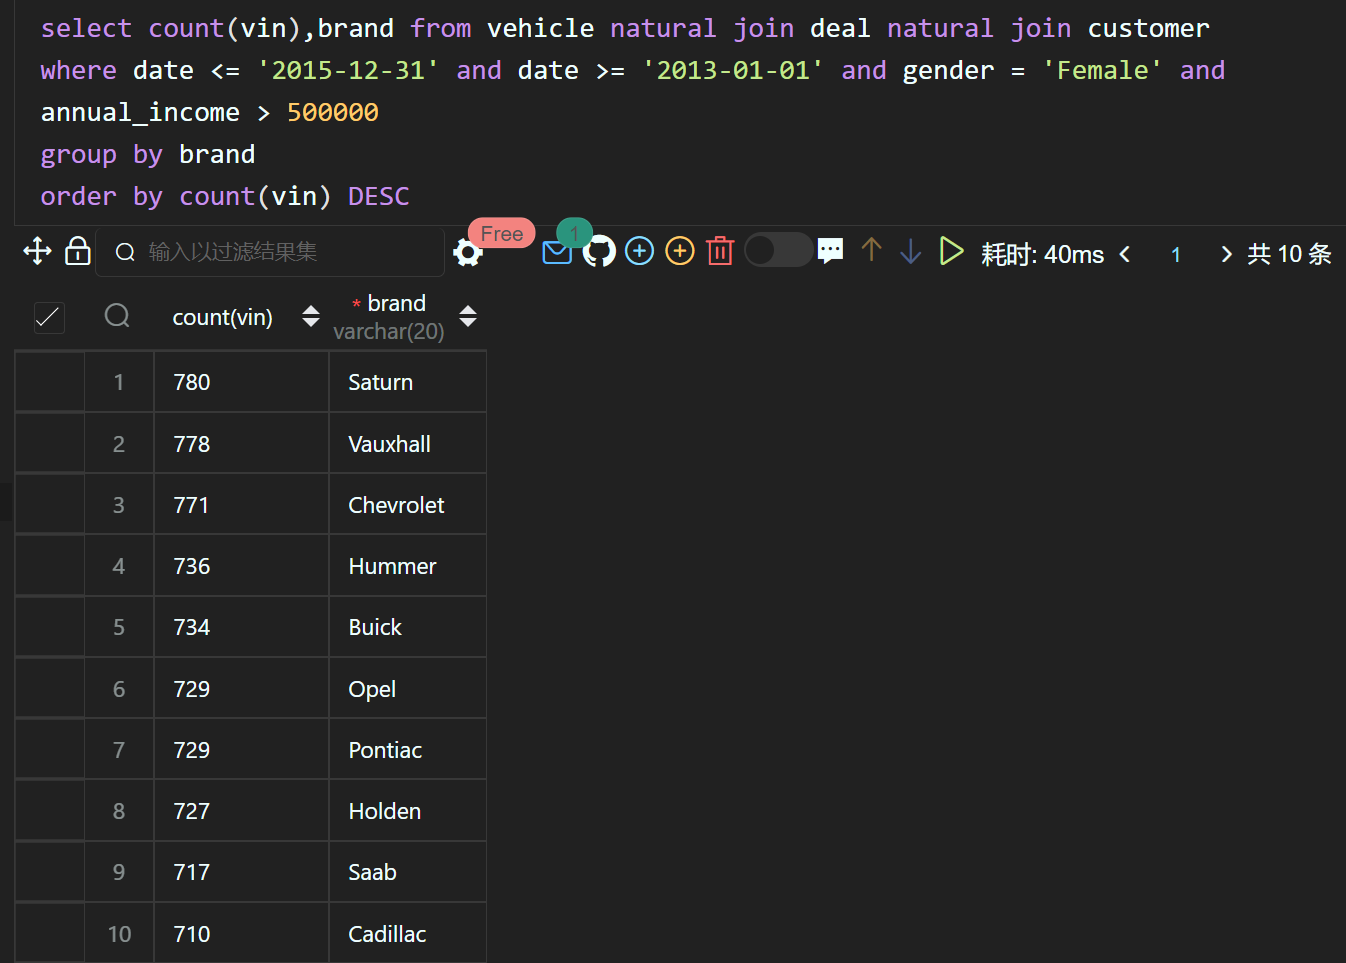 select count(vin),brand from vehicle natural join deal natural join customer
where date <= '2015-12-31' and date >= '2013-01-01' and gender = 'Female' and
annual_income > 500000
group by brand
order by count(vin) DESC
输入以过滤结果集 Free 1 耗时: 40ms 1 共 10 条
count(vin) * brand
varchar(20)
1 780 Saturn
2 778 Vauxhall
3 771 Chevrolet
4 736 Hummer
5 734 Buick
6 729 Opel
7 729 Pontiac
8 727 Holden
9 717 Saab
10 710 Cadillac